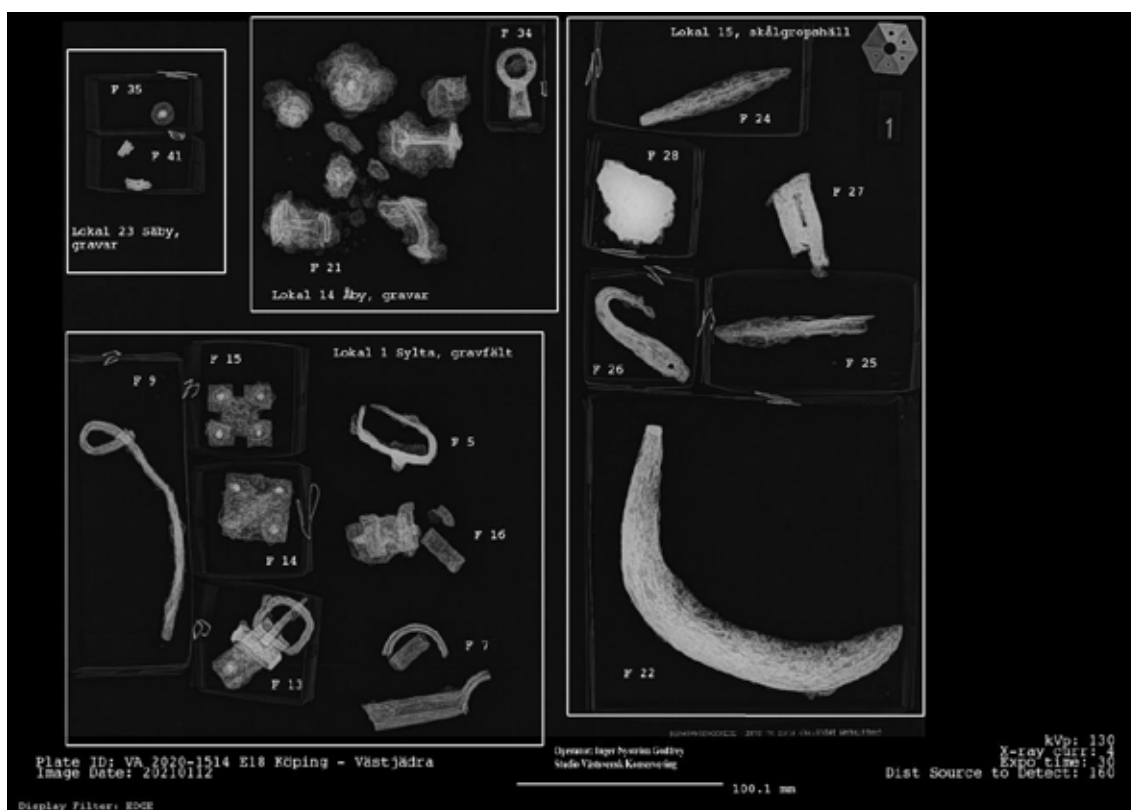 F 35
F 41
Lokal 23 Säby,
gravar
F 34
F 21
Lokal 14 Åby, gravar
Lokal 15, skålgropshäll
1
F 24
F 28
F 27
F 26
F 25
F 22
Lokal 1 Sylta, gravfält
F 15
F 9
F 5
F 14
F 16
F 7
F 13
Plate ID: VA 2020-1514 E18 Köping - Västjädra
Image Date: 20210112
Operatör: Inger Nyström Godfrey
Studio Västsvensk Konservering
100.1 mm
kVp: 130
X-ray curr: 4
Expo time: 30
Dist Source to Detect: 160
Display Filter: EDGE